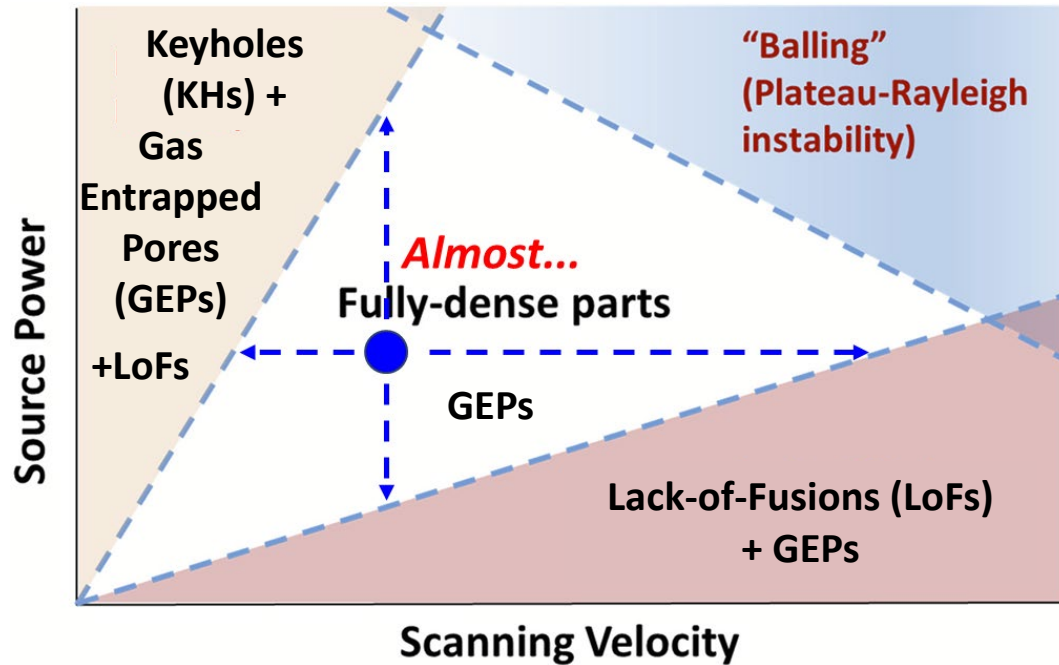 Keyholes
(KHs) +
Gas
Entrapped
Pores
(GEPs)
+LoFs
“Balling”
(Plateau-Rayleigh
instability)
Almost...
Fully-dense parts
GEPs
Lack-of-Fusions (LoFs)
+ GEPs
Source Power
Scanning Velocity